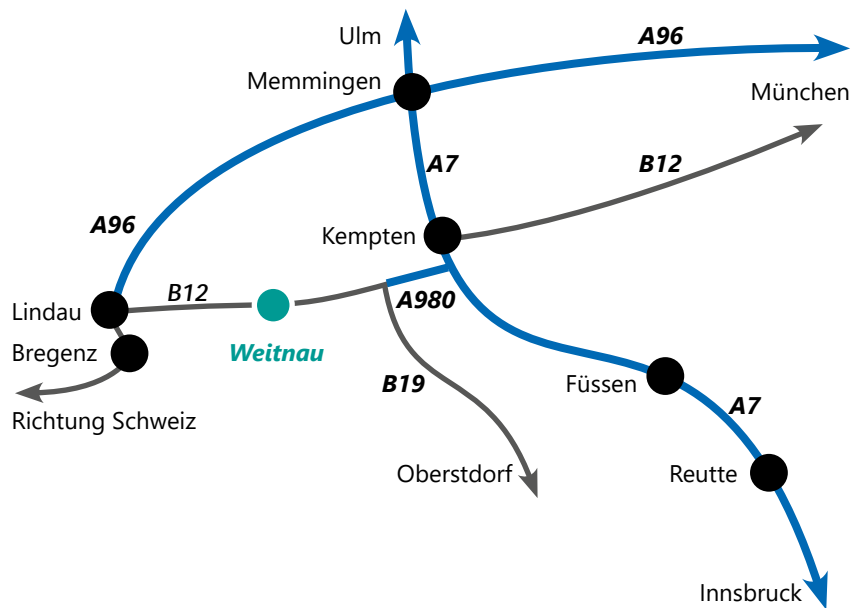 Ulm
A96
Memmingen
München
A7
B12
A96
Kempten
B12
A980
Lindau
Weitnau
Bregenz
B19
Füssen
A7
Richtung Schweiz
Oberstdorf
Reutte
Innsbruck